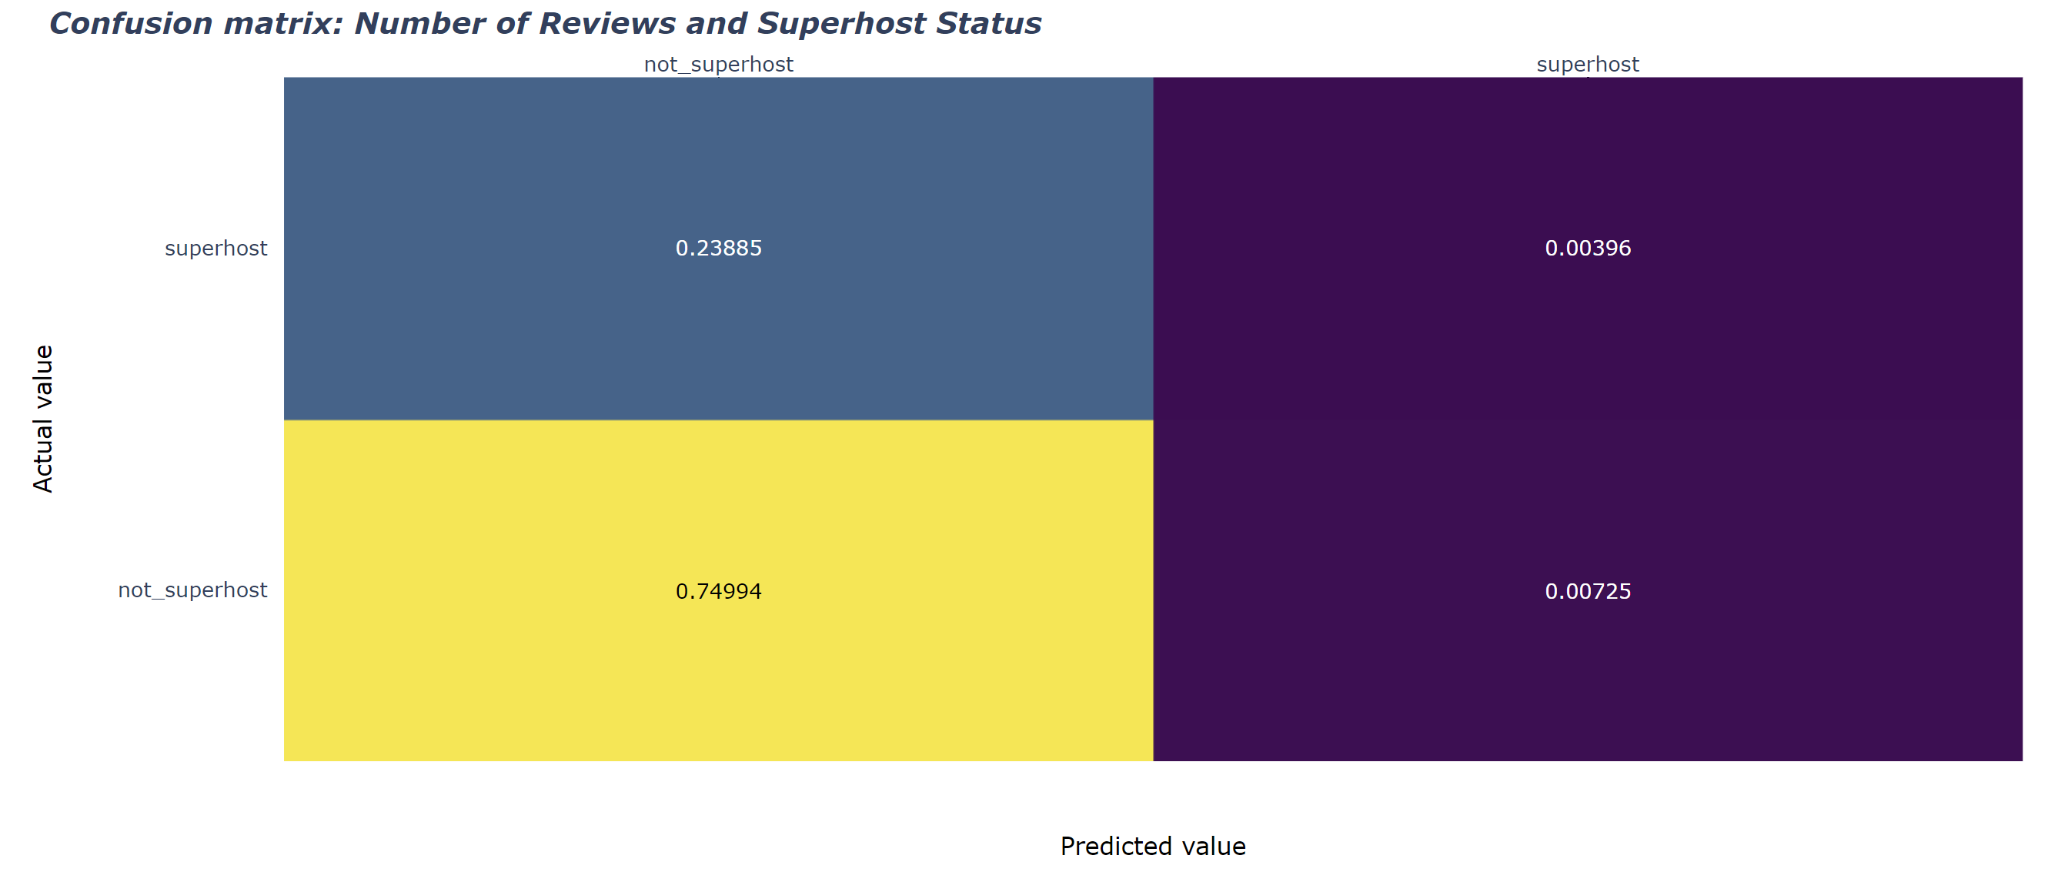 Confusion matrix: Number of Reviews and Superhost Status
not_superhost superhost
superhost 0.23885 0.00396
Actual value
not_superhost 0.74994 0.00725
Predicted value